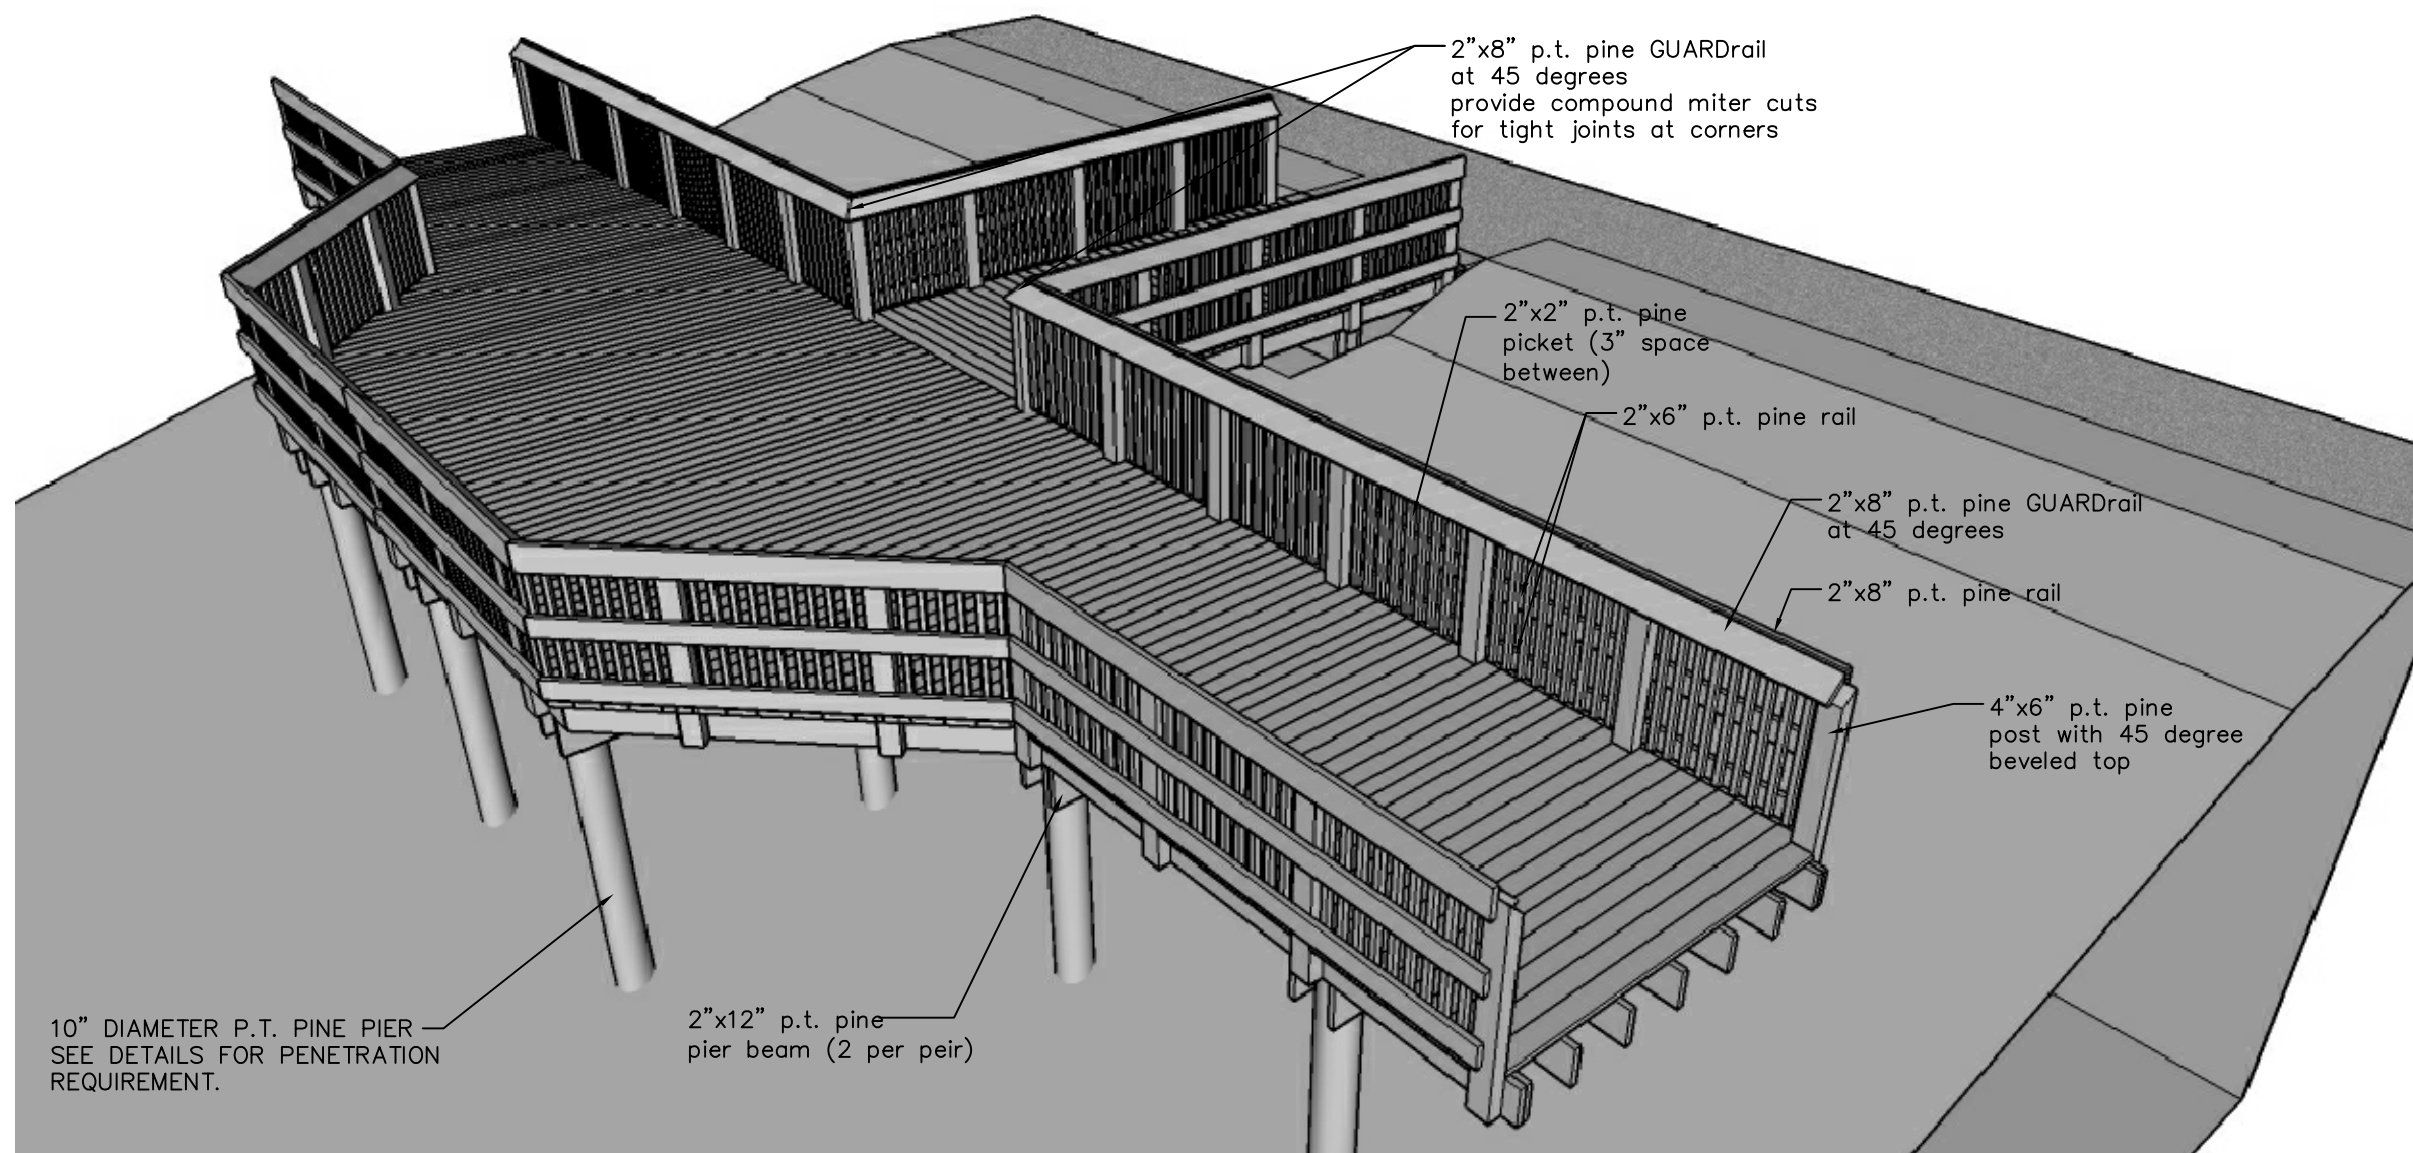 2”x8” p.t. pine GUARDrail
at 45 degrees
provide compound miter cuts
for tight joints at corners
2”x2” p.t. pine
picket (3” space
between)
2”x6” p.t. pine rail
2”x8” p.t. pine GUARDrail
at 45 degrees
2”x8” p.t. pine rail
4”x6” p.t. pine
post with 45 degree
beveled top
10” DIAMETER P.T. PINE PIER
SEE DETAILS FOR PENETRATION
REQUIREMENT.
2”x12” p.t. pine
pier beam (2 per peir)